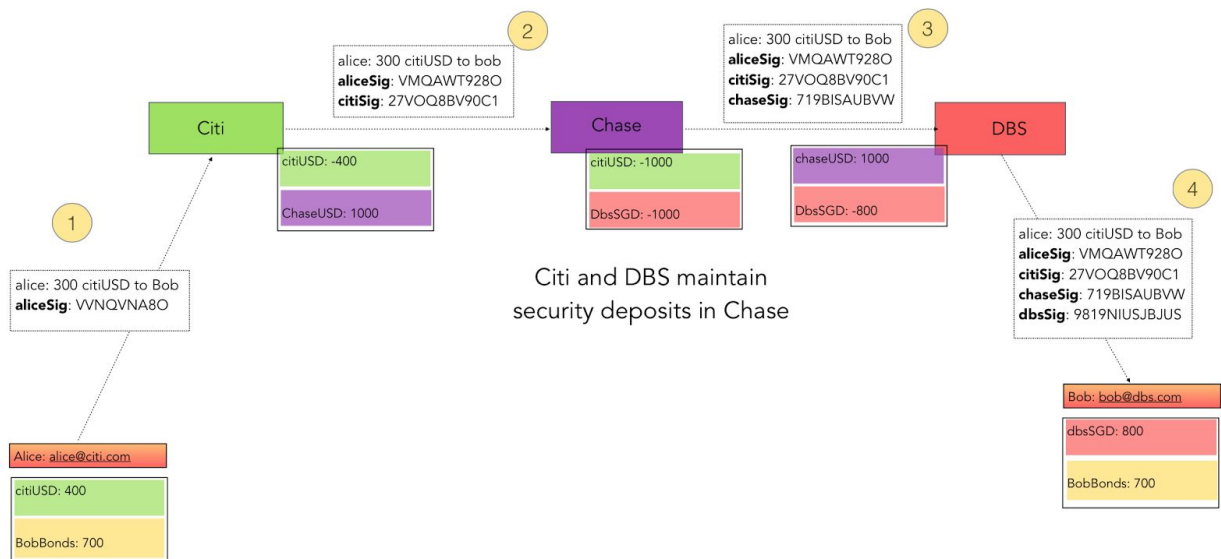 1
alice: 300 citiUSD to Bob
aliceSig: VVNQVNA8O
Alice: alice@citi.com
citiUSD: 400
BobBonds: 700
Citi
citiUSD: -400
ChaseUSD: 1000
2
alice: 300 citiUSD to bob
aliceSig: VMQAWT928O
citiSig: 27VOQ8BV90C1
Chase
citiUSD: -1000
DbsSGD: -1000
Citi and DBS maintain
security deposits in Chase
3
alice: 300 citiUSD to Bob
aliceSig: VMQAWT928O
citiSig: 27VOQ8BV90C1
chaseSig: 719BISAUBVW
DBS
chaseUSD: 1000
DbsSGD: -800
4
alice: 300 citiUSD to Bob
aliceSig: VMQAWT928O
citiSig: 27VOQ8BV90C1
chaseSig: 719BISAUBVW
dbsSig: 9819NIUSJBJUS
Bob: bob@dbs.com
dbsSGD: 800
BobBonds: 700